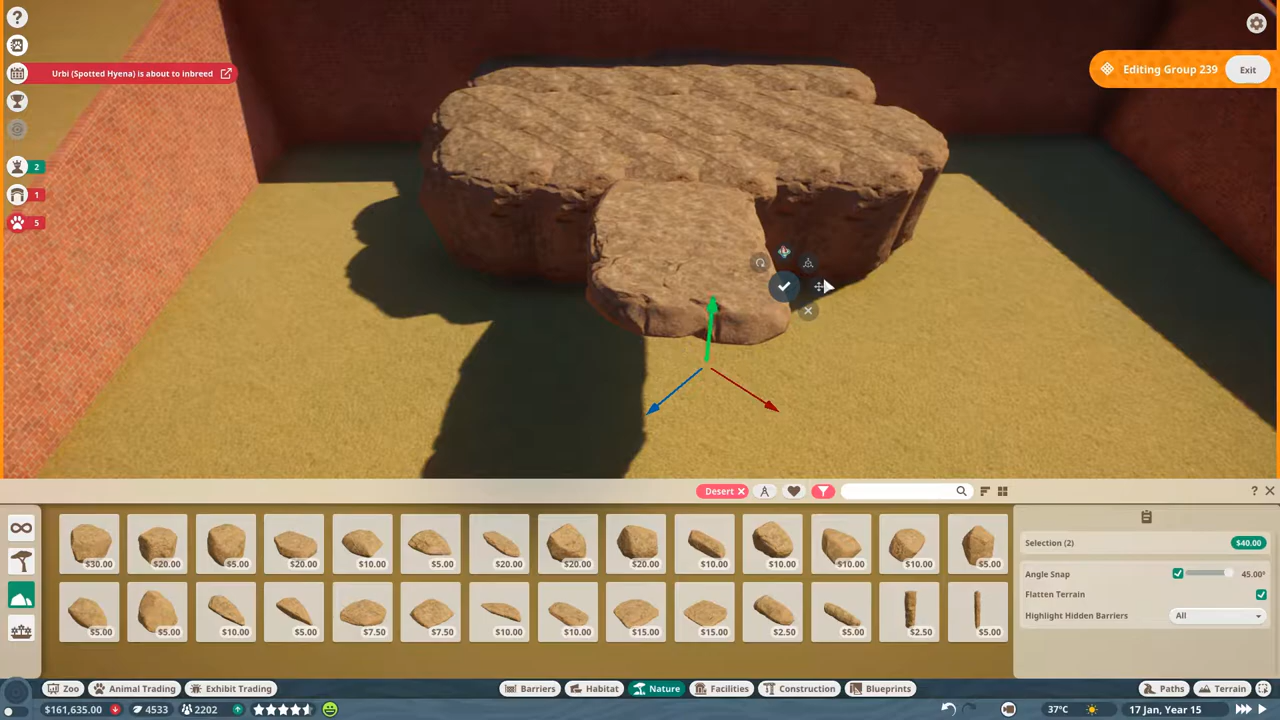 ?
Urbi (Spotted Hyena) is about to inbreed
Editing Group 239
Exit
2
1
5
Desert
?
$30.00
$20.00
$5.00
$20.00
$10.00
$5.00
$20.00
$20.00
$20.00
$10.00
$10.00
$10.00
$10.00
$5.00
$5.00
$5.00
$10.00
$5.00
$7.50
$7.50
$10.00
$10.00
$15.00
$15.00
$2.50
$5.00
$2.50
$5.00
Selection (2)
$40.00
Angle Snap
45.00°
Flatten Terrain
Highlight Hidden Barriers
All
Zoo
Animal Trading
Exhibit Trading
Barriers
Habitat
Nature
Facilities
Construction
Blueprints
Paths
Terrain
$161,635.00
4533
2202
37°C
17 Jan, Year 15